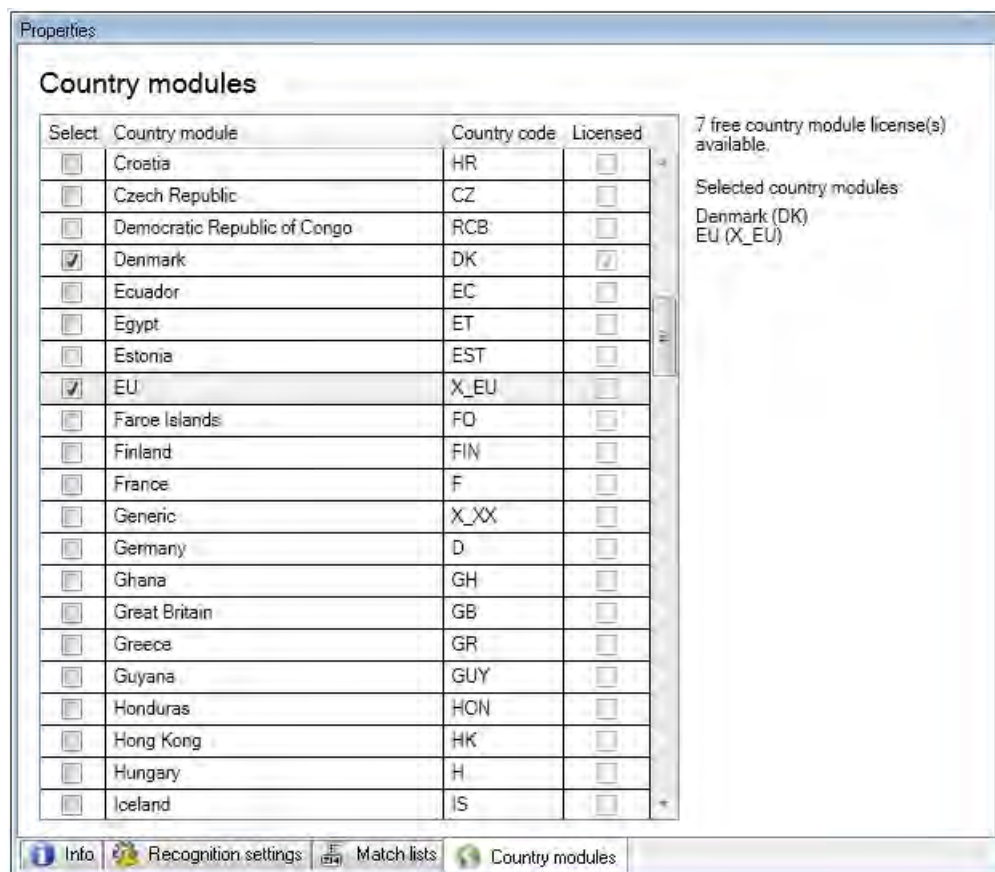 Properties
Country modules
Select Country module Country code Licensed
Croatia HR
Czech Republic CZ
Democratic Republic of Congo RCB
Denmark DK
Ecuador EC
Egypt ET
Estonia EST
EU X_EU
Faroe Islands FO
Finland FIN
France F
Generic X_XX
Germany D
Ghana GH
Great Britain GB
Greece GR
Guyana GUY
Honduras HON
Hong Kong HK
Hungary H
Iceland IS
7 free country module license(s)
available.
Selected country modules
Denmark (DK)
EU (X_EU)
Info Recognition settings Match lists Country modules